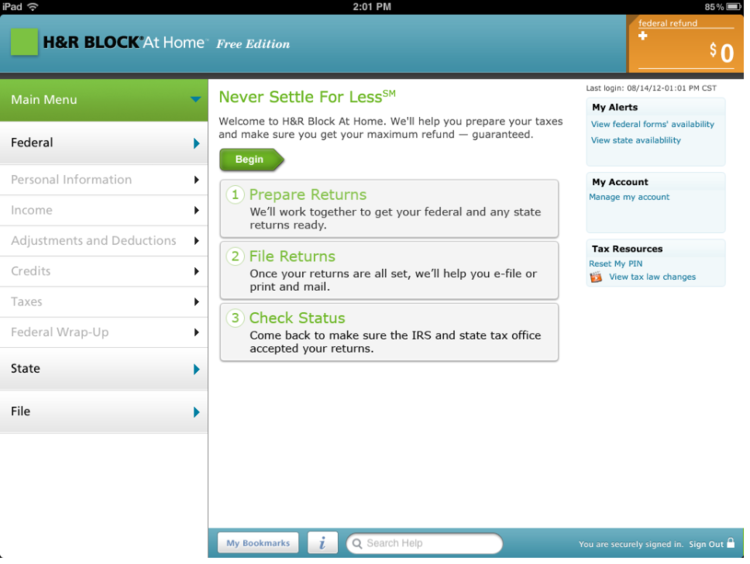 iPad 2:01 PM 85%
federal refund
$0
H&R BLOCK® At Home™ Free Edition
Last login: 08/14/12-01:01 PM CST
Main Menu
Federal
Personal Information
Income
Adjustments and Deductions
Credits
Taxes
Federal Wrap-Up
State
File
Never Settle For Less℠
Welcome to H&R Block At Home. We'll help you prepare your taxes
and make sure you get your maximum refund — guaranteed.
Begin
1 Prepare Returns
We'll work together to get your federal and any state
returns ready.
2 File Returns
Once your returns are all set, we'll help you e-file or
print and mail.
3 Check Status
Come back to make sure the IRS and state tax office
accepted your returns.
My Alerts
View federal forms' availability
View state availablility
My Account
Manage my account
Tax Resources
Reset My PIN
View tax law changes
My Bookmarks
i
Search Help
You are securely signed in. Sign Out